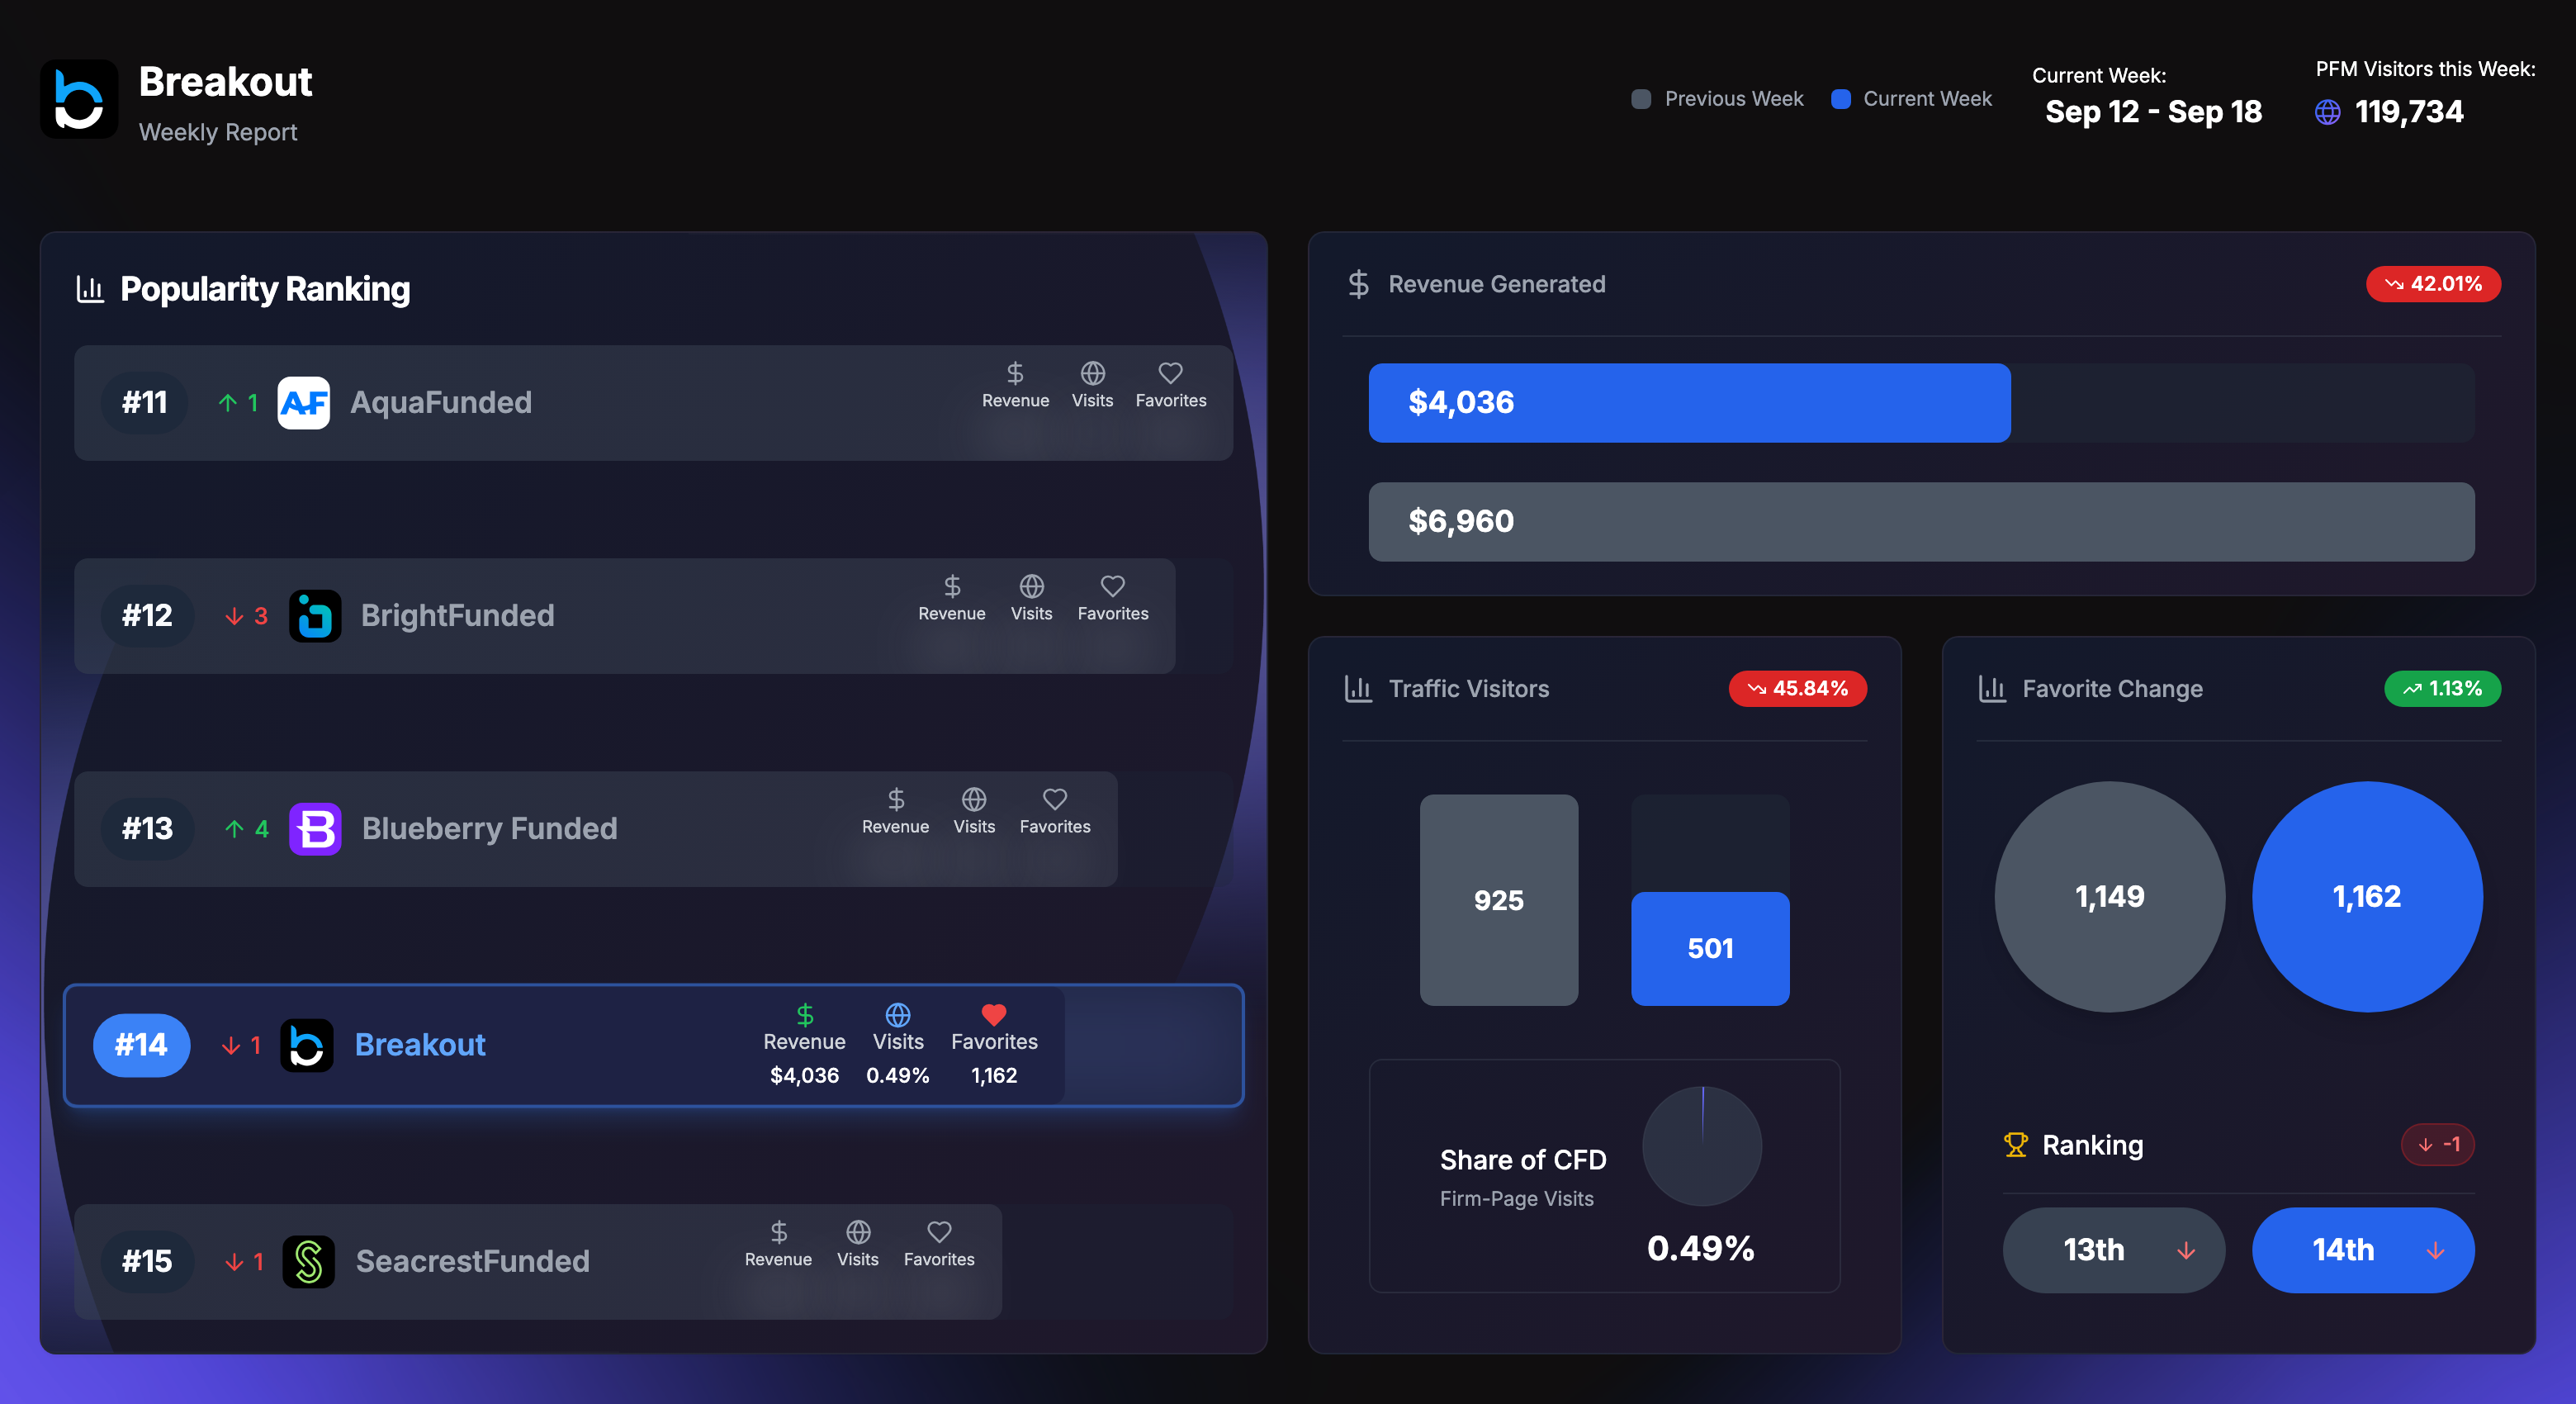 Breakout
Weekly Report
Previous Week
Current Week
Current Week:
Sep 12 - Sep 18
PFM Visitors this Week:
119,734
Popularity Ranking
#11
1
AF
AquaFunded
Revenue
Visits
Favorites
#12
3
BrightFunded
Revenue
Visits
Favorites
#13
4
B
Blueberry Funded
Revenue
Visits
Favorites
#14
1
Breakout
Revenue
Visits
Favorites
$4,036
0.49%
1,162
#15
1
SeacrestFunded
Revenue
Visits
Favorites
Revenue Generated
42.01%
$4,036
$6,960
Traffic Visitors
45.84%
925
501
Share of CFD
Firm-Page Visits
0.49%
Favorite Change
1.13%
1,149
1,162
Ranking
-1
13th
14th